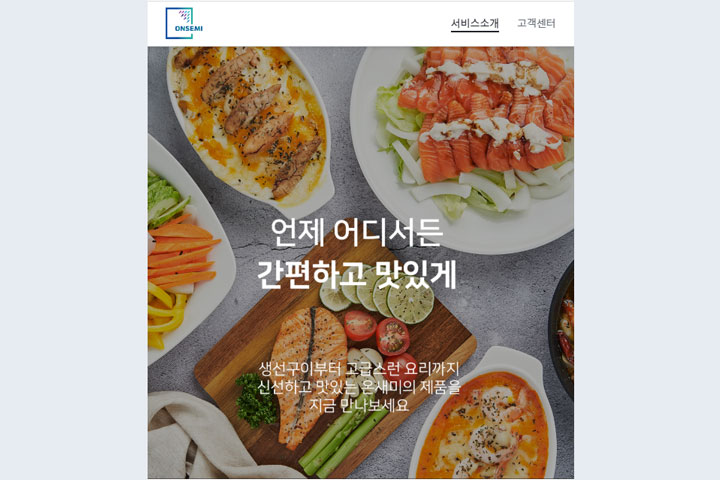 ONSEMI
서비스소개 고객센터
언제 어디서든
간편하고 맛있게
생선구이부터 고급스런 요리까지
신선하고 맛있는 온새미의 제품을
지금 만나보세요